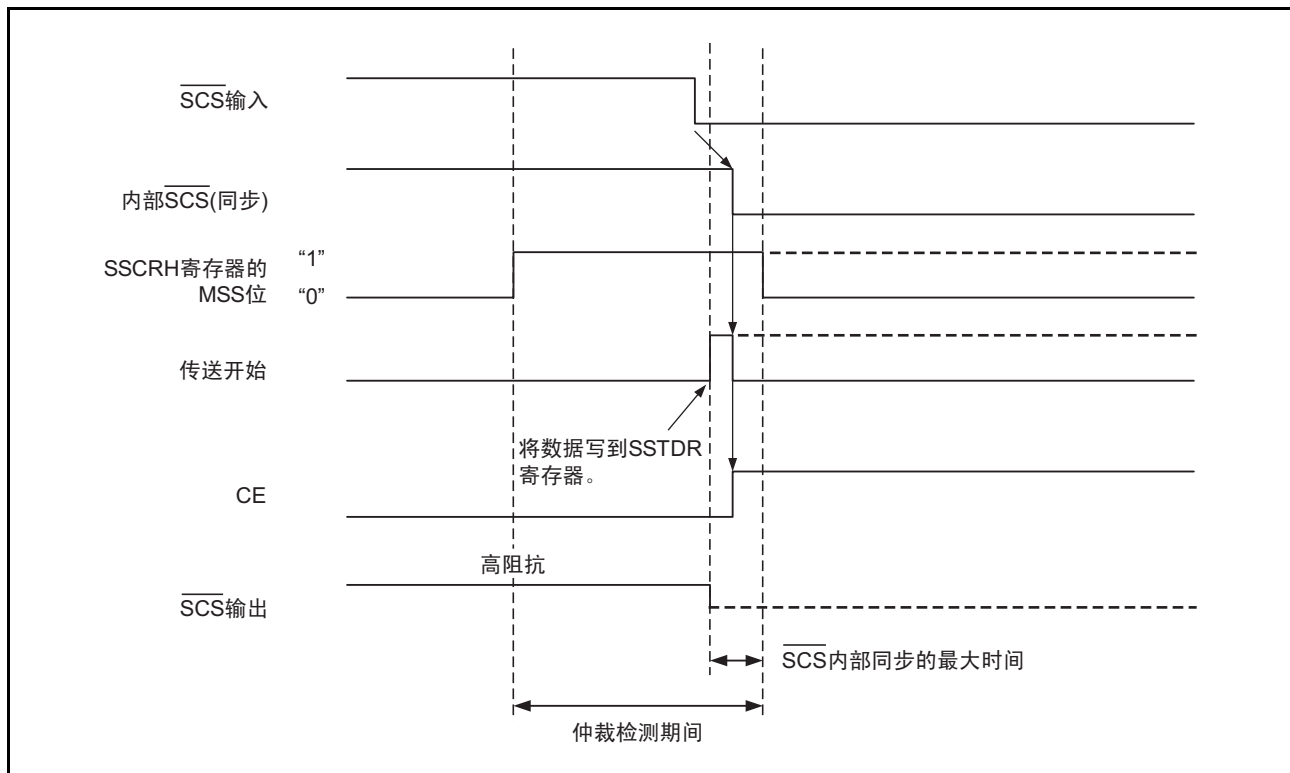 SCS输入
内部SCS(同步)
SSCRH寄存器的 “1”
MSS位 “0”
传送开始
将数据写到SSTDR
寄存器。
CE
高阻抗
SCS输出
SCS内部同步的最大时间
仲裁检测期间